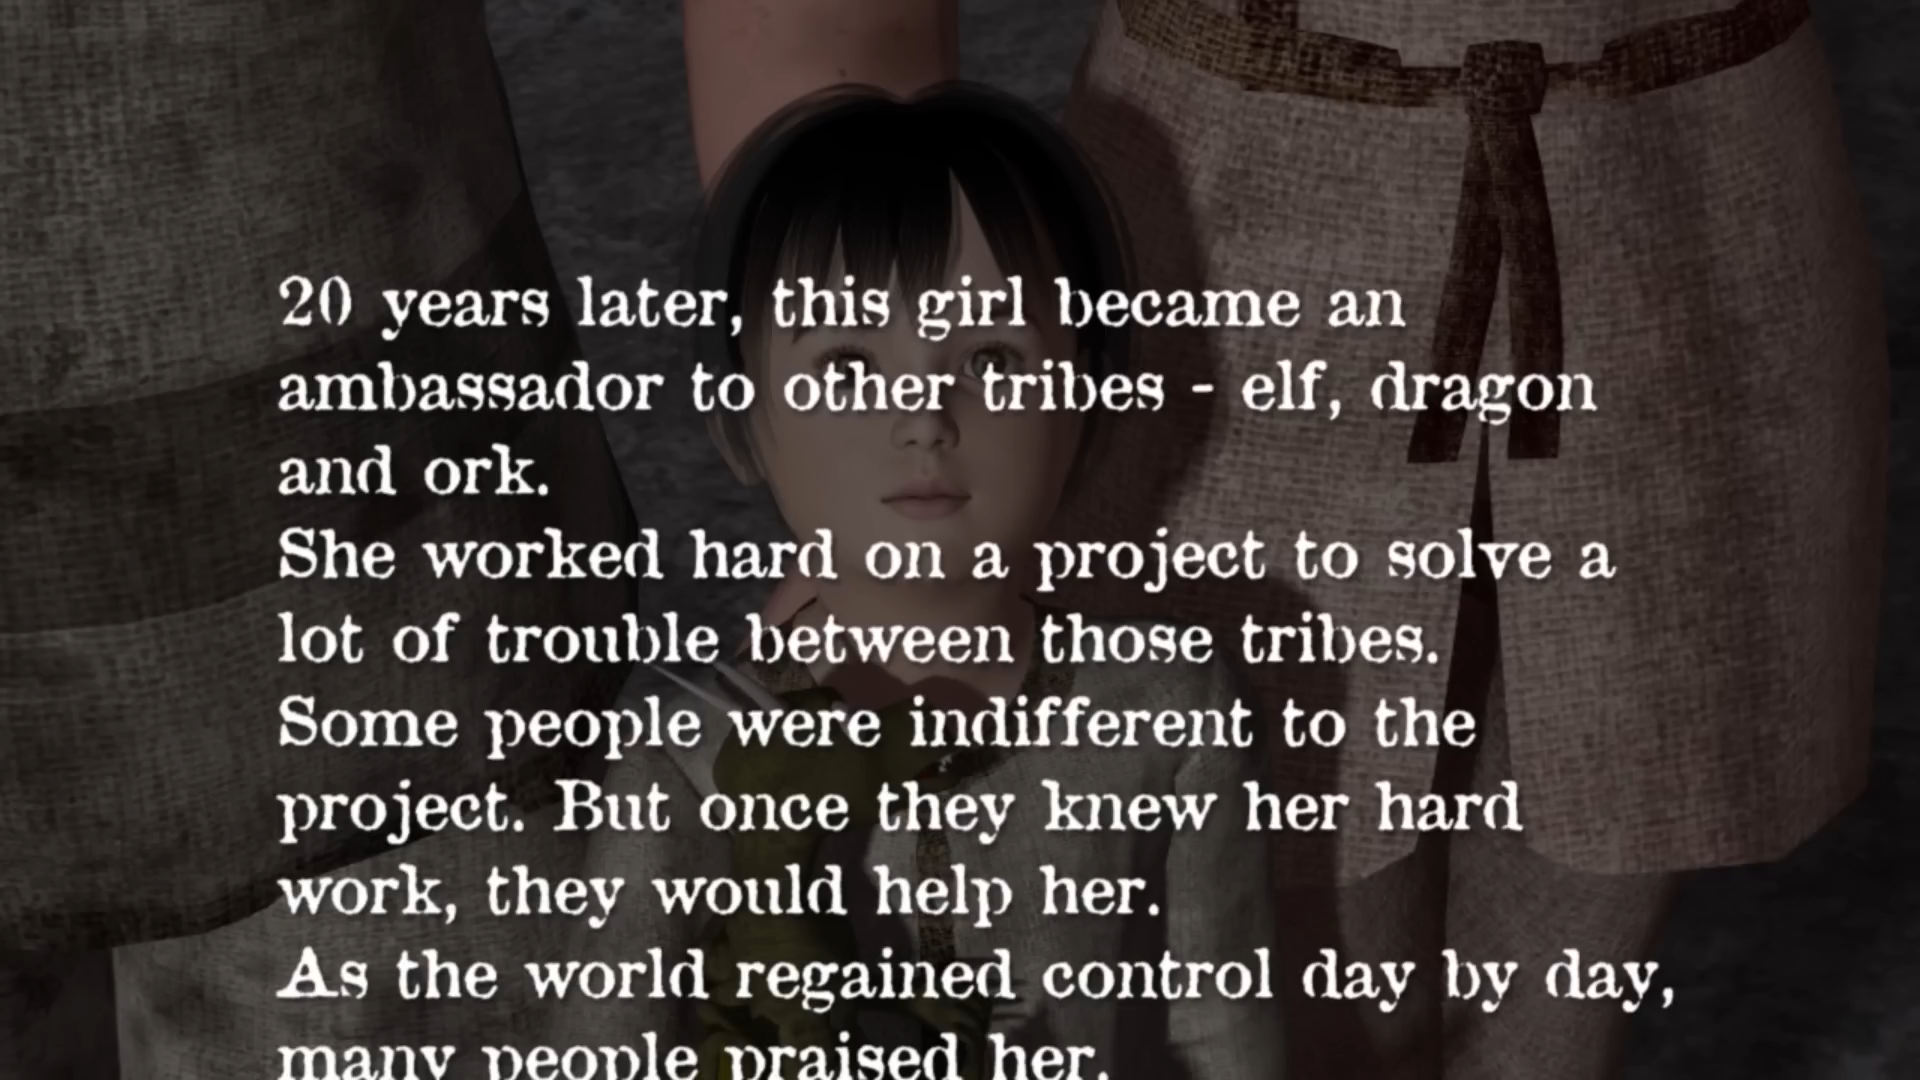 20 years later, this girl became an
ambassador to other tribes - elf, dragon
and ork.
She worked hard on a project to solve a
lot of trouble between those tribes.
Some people were indifferent to the
project. But once they knew her hard
work, they would help her.
As the world regained control day by day,
many people praised her.